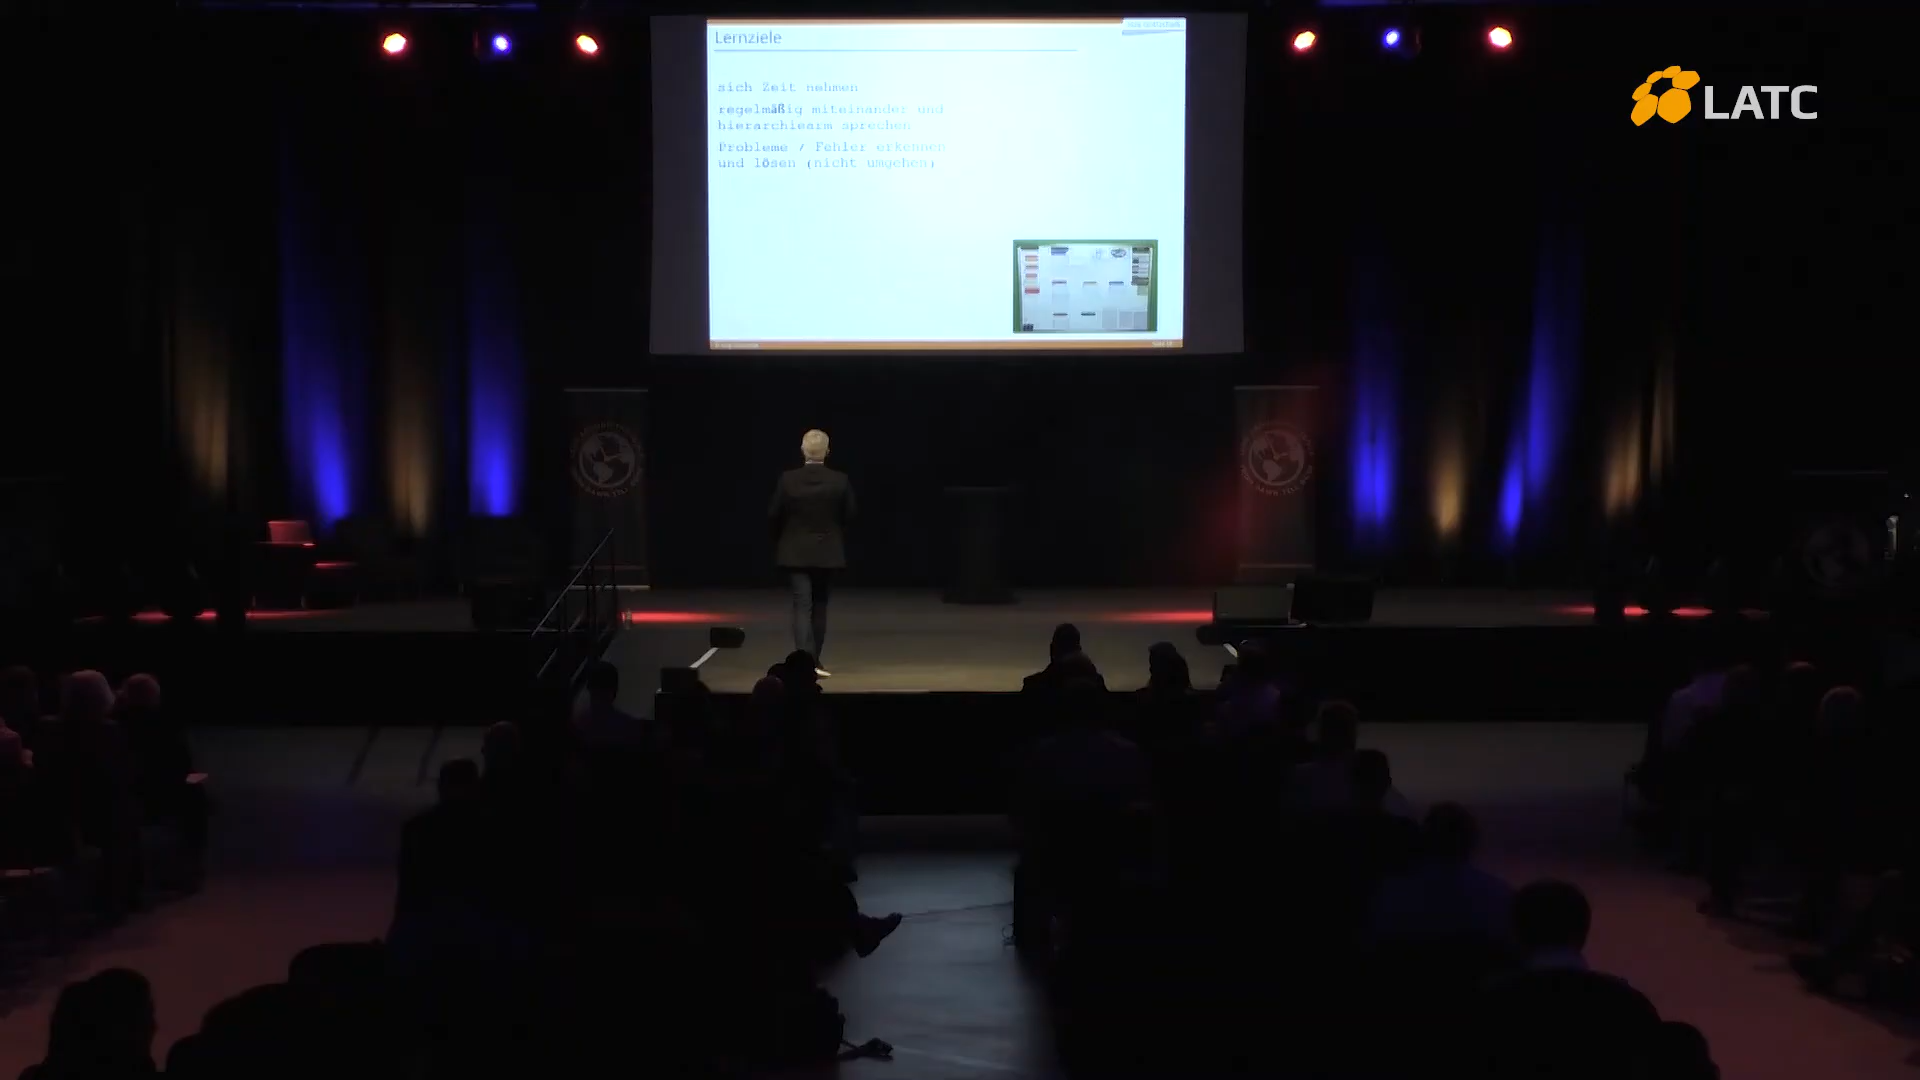 Lernziele
sich Zeit nehmen
regelmäßig miteinander und
hierarchiearm sprechen
Probleme / Fehler erkennen
und lösen (nicht umgehen)
LATC